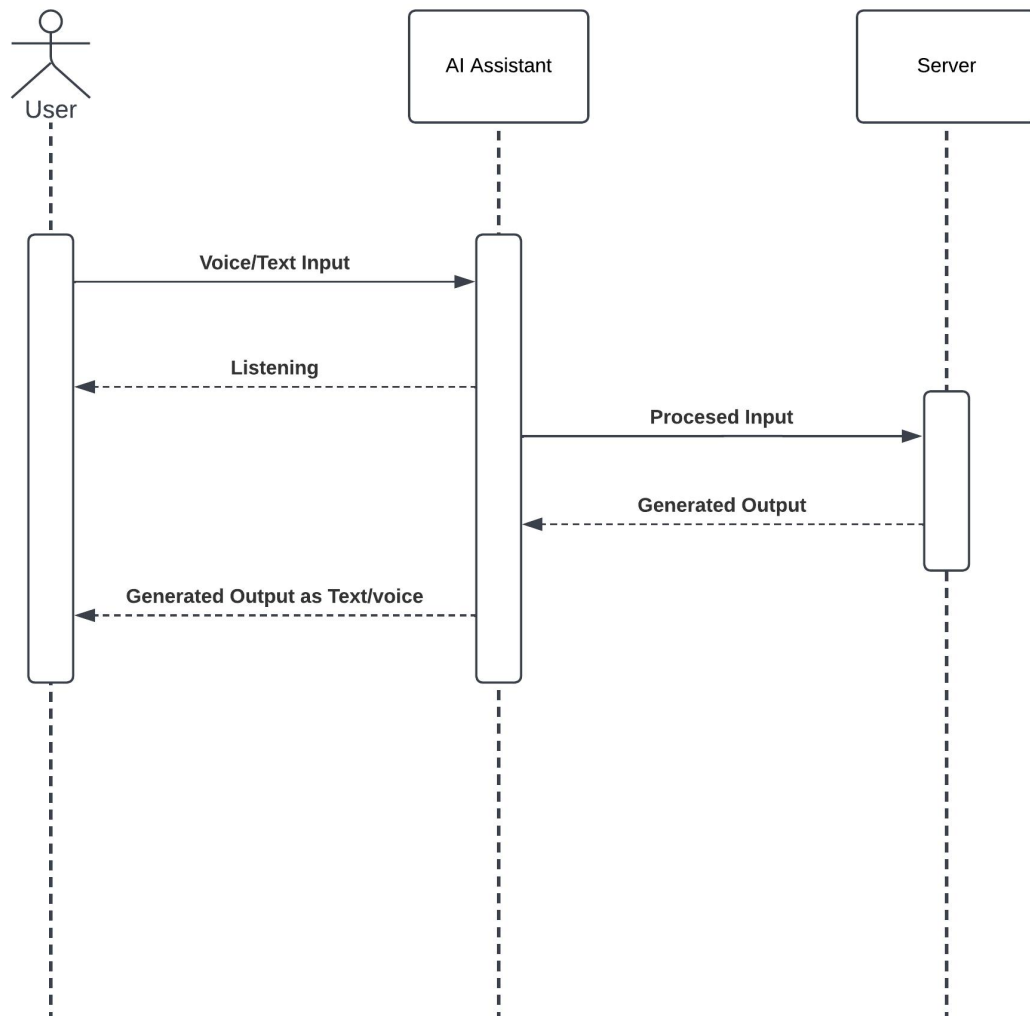 User
AI Assistant
Server
Voice/Text Input
Listening
Procesed Input
Generated Output
Generated Output as Text/voice